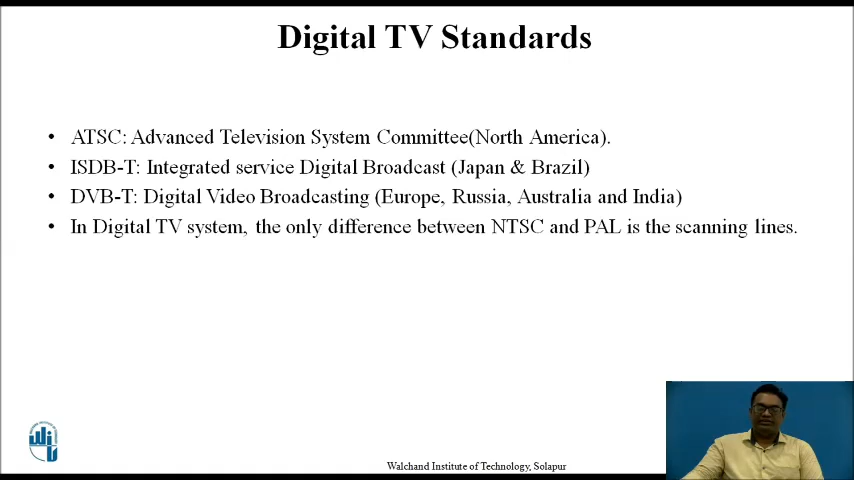 Digital TV Standards
• ATSC: Advanced Television System Committee(North America).
• ISDB-T: Integrated service Digital Broadcast (Japan & Brazil)
• DVB-T: Digital Video Broadcasting (Europe, Russia, Australia and India)
• In Digital TV system, the only difference between NTSC and PAL is the scanning lines.
Walchand Institute of Technology, Solapur